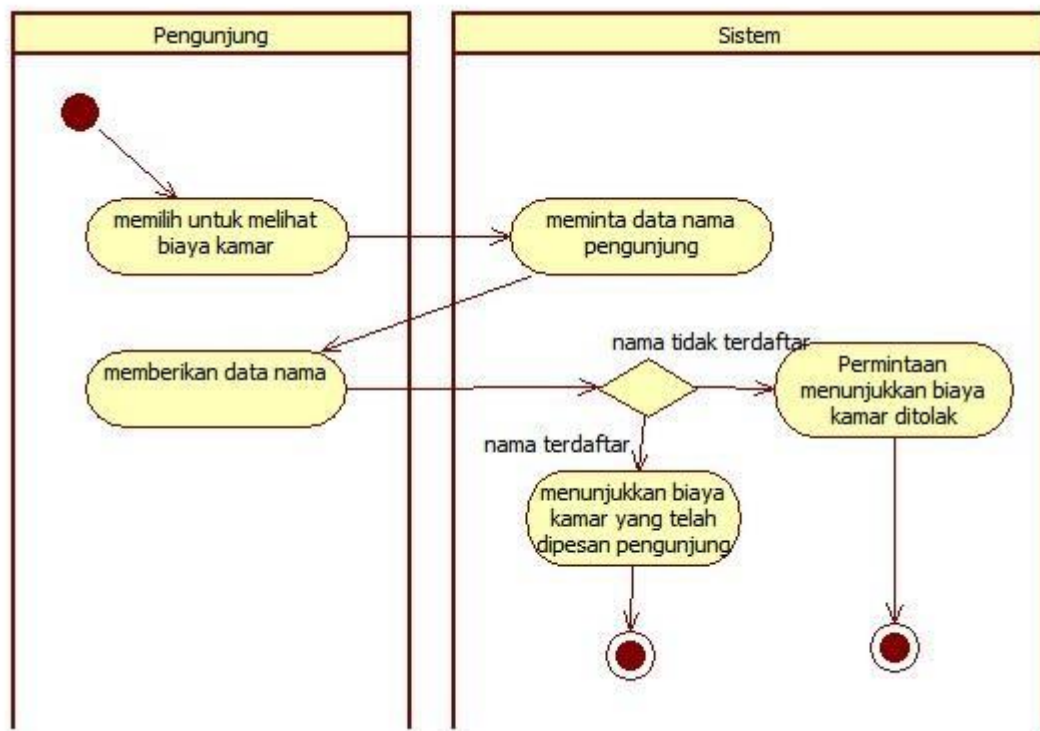 Pengunjung
Sistem
memilih untuk melihat
biaya kamar
meminta data nama
pengunjung
memberikan data nama
nama tidak terdaftar
Permintaan
menunjukkan biaya
kamar ditolak
nama terdaftar
menunjukkan biaya
kamar yang telah
dipesan pengunjung